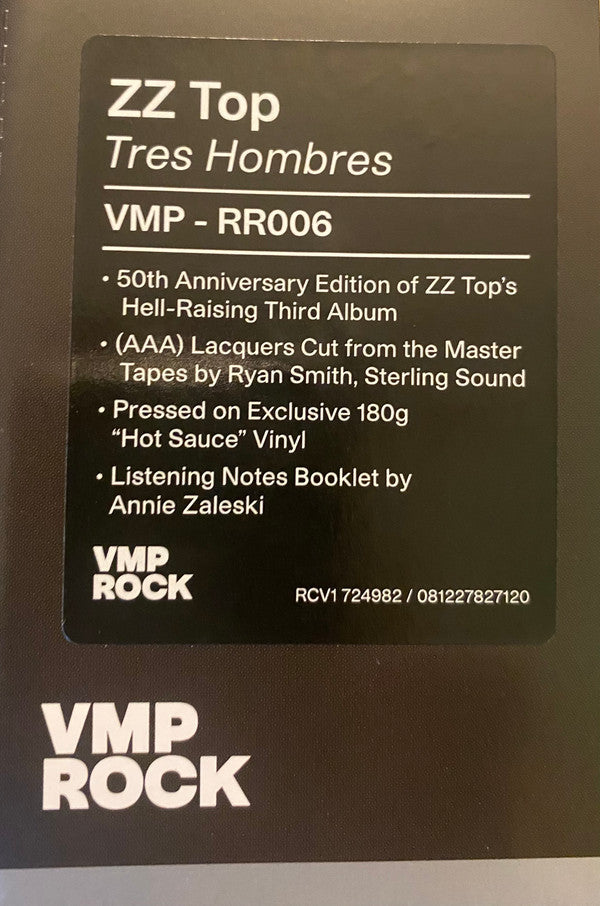 ZZ Top
Tres Hombres
VMP - RR006
• 50th Anniversary Edition of ZZ Top's
Hell-Raising Third Album
• (AAA) Lacquers Cut from the Master
Tapes by Ryan Smith, Sterling Sound
• Pressed on Exclusive 180g
“Hot Sauce” Vinyl
• Listening Notes Booklet by
Annie Zaleski
VMP
ROCK
RCV1 724982 / 081227827120
VMP
ROCK